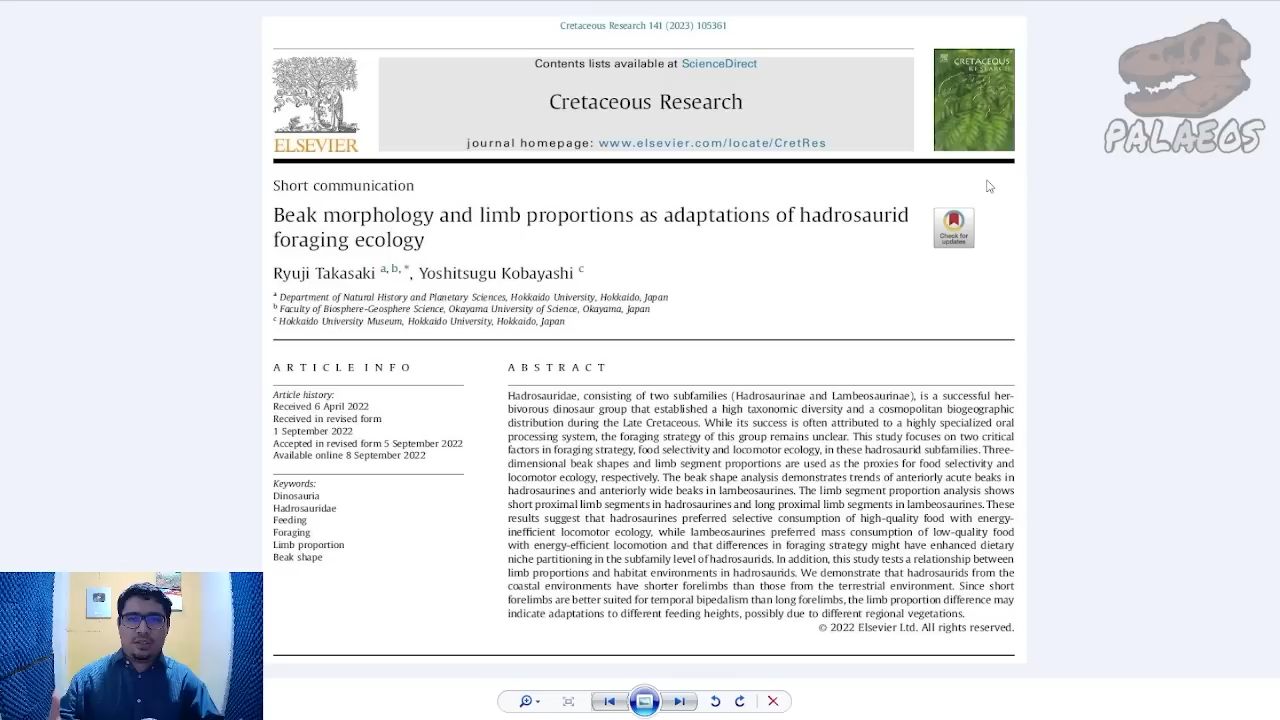 Cretaceous Research 141 (2023) 105361
PALAEOS
Contents lists available at ScienceDirect
Cretaceous Research
journal homepage: www.elsevier.com/locate/CretRes
ELSEVIER
CRETACEOUS
RESEARCH
Short communication
Beak morphology and limb proportions as adaptations of hadrosaurid
foraging ecology
Check for
updates
Ryuji Takasaki a, b, *, Yoshitsugu Kobayashi c
a Department of Natural History and Planetary Sciences, Hokkaido University, Hokkaido, Japan
b Faculty of Biosphere-Geosphere Science, Okayama University of Science, Okayama, Japan
c Hokkaido University Museum, Hokkaido University, Hokkaido, Japan
ARTICLE INFO
Article history:
Received 6 April 2022
Received in revised form
1 September 2022
Accepted in revised form 5 September 2022
Available online 8 September 2022
Keywords:
Dinosauria
Hadrosauridae
Feeding
Foraging
Limb proportion
Beak shape
ABSTRACT
Hadrosauridae, consisting of two subfamilies (Hadrosaurinae and Lambeosaurinae), is a successful her-
bivorous dinosaur group that established a high taxonomic diversity and a cosmopolitan biogeographic
distribution during the Late Cretaceous. While its success is often attributed to a highly specialized oral
processing system, the foraging strategy of this group remains unclear. This study focuses on two critical
factors in foraging strategy, food selectivity and locomotor ecology, in these hadrosaurid subfamilies. Three-
dimensional beak shapes and limb segment proportions are used as the proxies for food selectivity and
locomotor ecology, respectively. The beak shape analysis demonstrates trends of anteriorly acute beaks in
hadrosaurines and anteriorly wide beaks in lambeosaurines. The limb segment proportion analysis shows
short proximal limb segments in hadrosaurines and long proximal limb segments in lambeosaurines. These
results suggest that hadrosaurines preferred selective consumption of high-quality food with energy-
inefficient locomotor ecology, while lambeosaurines preferred mass consumption of low-quality food
with energy-efficient locomotion and that differences in foraging strategy might have enhanced dietary
niche partitioning in the subfamily level of hadrosaurids. In addition, this study tests a relationship between
limb proportions and habitat environments in hadrosaurids. We demonstrate that hadrosaurids from the
coastal environments have shorter forelimbs than those from the terrestrial environment. Since short
forelimbs are better suited for temporal bipedalism than long forelimbs, the limb proportion difference may
indicate adaptations to different feeding heights, possibly due to different regional vegetations.
© 2022 Elsevier Ltd. All rights reserved.